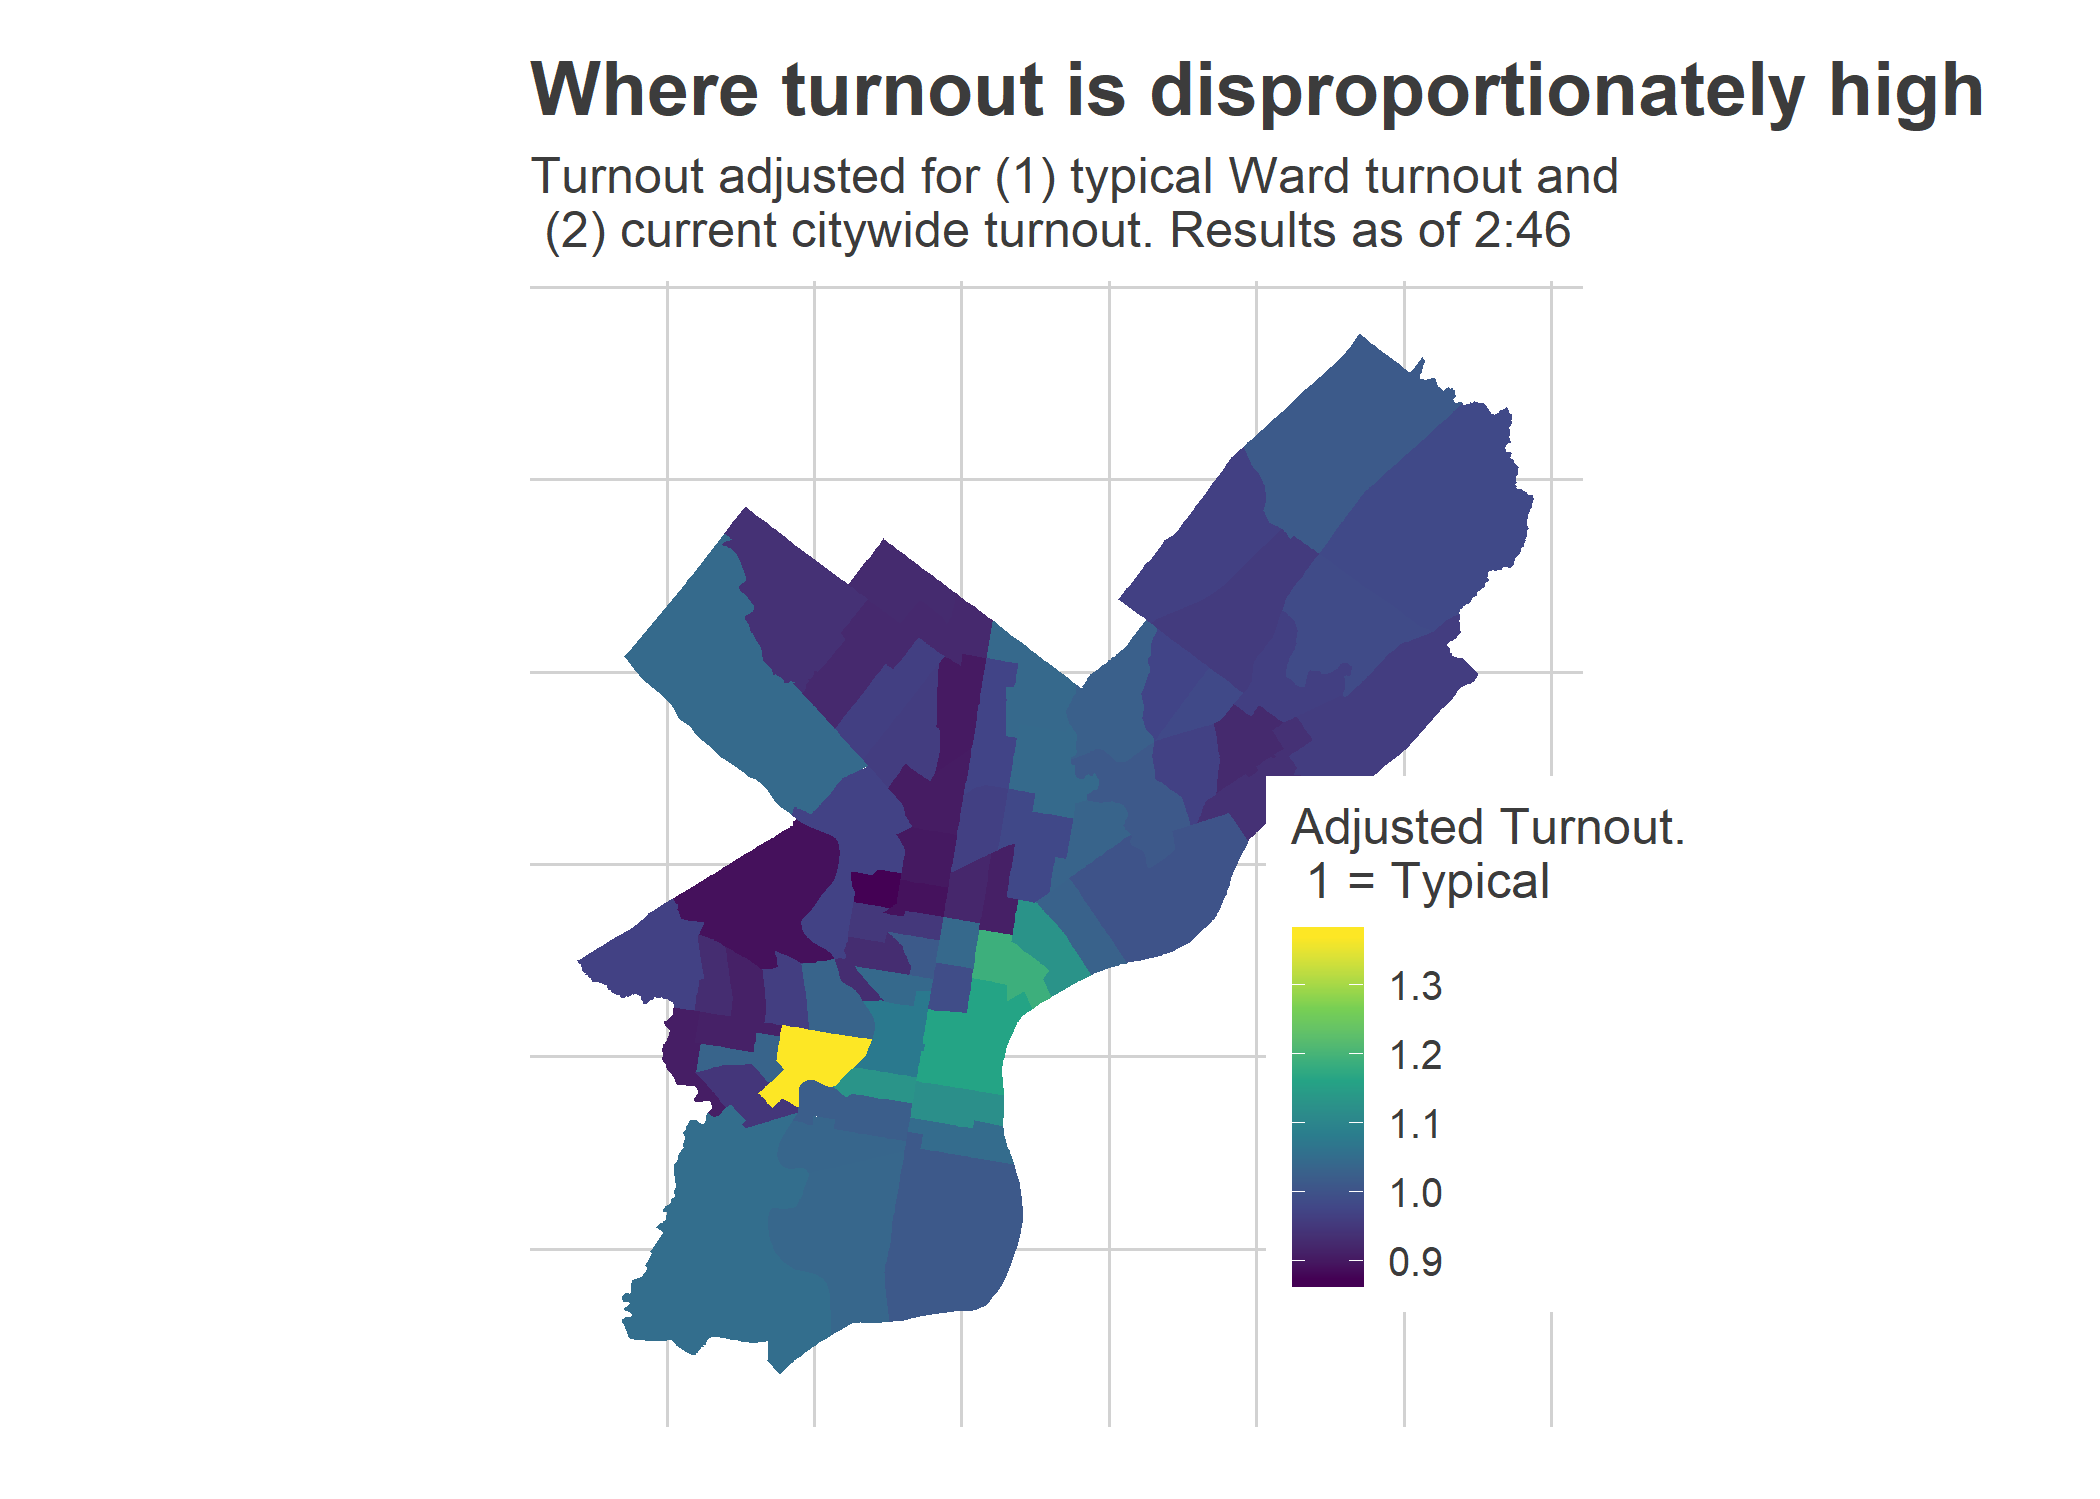 Where turnout is disproportionately high
Turnout adjusted for (1) typical Ward turnout and
(2) current citywide turnout. Results as of 2:46
Adjusted Turnout.
1 = Typical
1.3
1.2
1.1
1.0
0.9